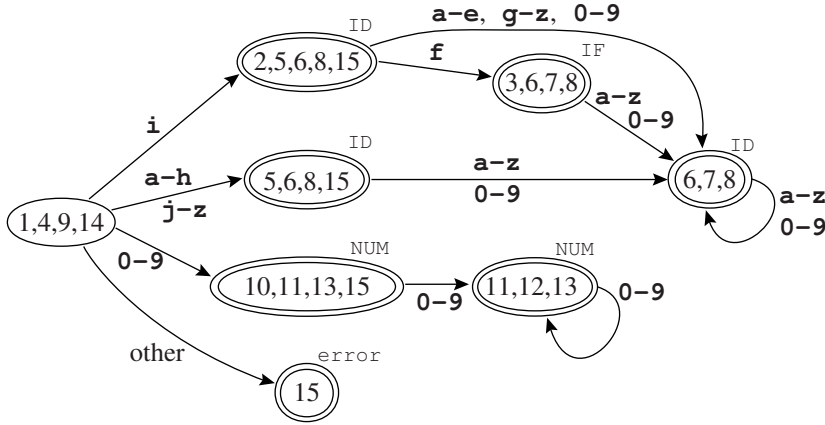 ID
a–e, g–z, 0–9
2,5,6,8,15
f
IF
3,6,7,8
a–z
0–9
i
ID
5,6,8,15
a–z
0–9
ID
6,7,8
a–z
0–9
a–h
j–z
1,4,9,14
0–9
NUM
10,11,13,15
0–9
NUM
11,12,13
0–9
other
error
15